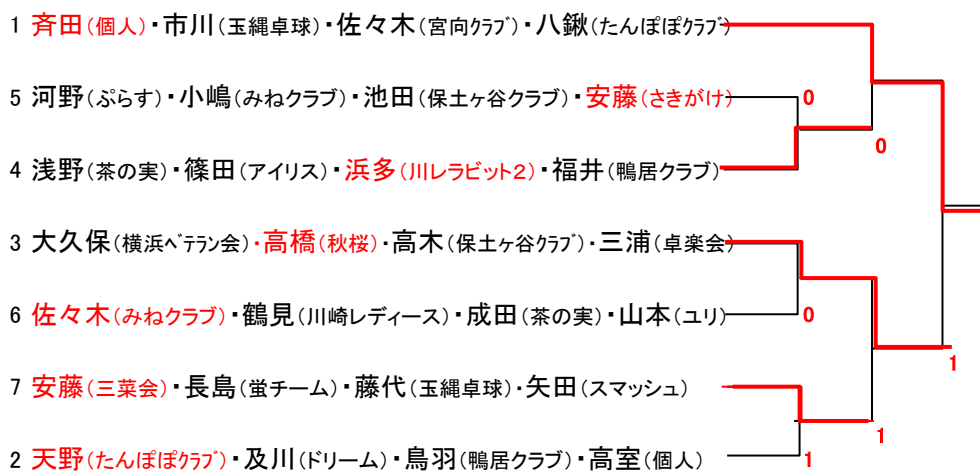 1 斉田(個人)・市川(玉縄卓球)・佐々木(宮向クラブ)・八鍬(たんぽぽクラブ)
5 河野(ぷらす)・小嶋(みねクラブ)・池田(保土ヶ谷クラブ)・安藤(さきがけ)
0
0
4 浅野(茶の実)・篠田(アイリス)・浜多(川レラビット2)・福井(鴨居クラブ)
3 大久保(横浜ベテラン会)・高橋(秋桜)・高木(保土ヶ谷クラブ)・三浦(卓楽会)
6 佐々木(みねクラブ)・鶴見(川崎レディース)・成田(茶の実)・山本(ユリ)
0
1
7 安藤(三菜会)・長島(蛍チーム)・藤代(玉縄卓球)・矢田(スマッシュ)
1
2 天野(たんぽぽクラブ)・及川(ドリーム)・鳥羽(鴨居クラブ)・高室(個人)
1